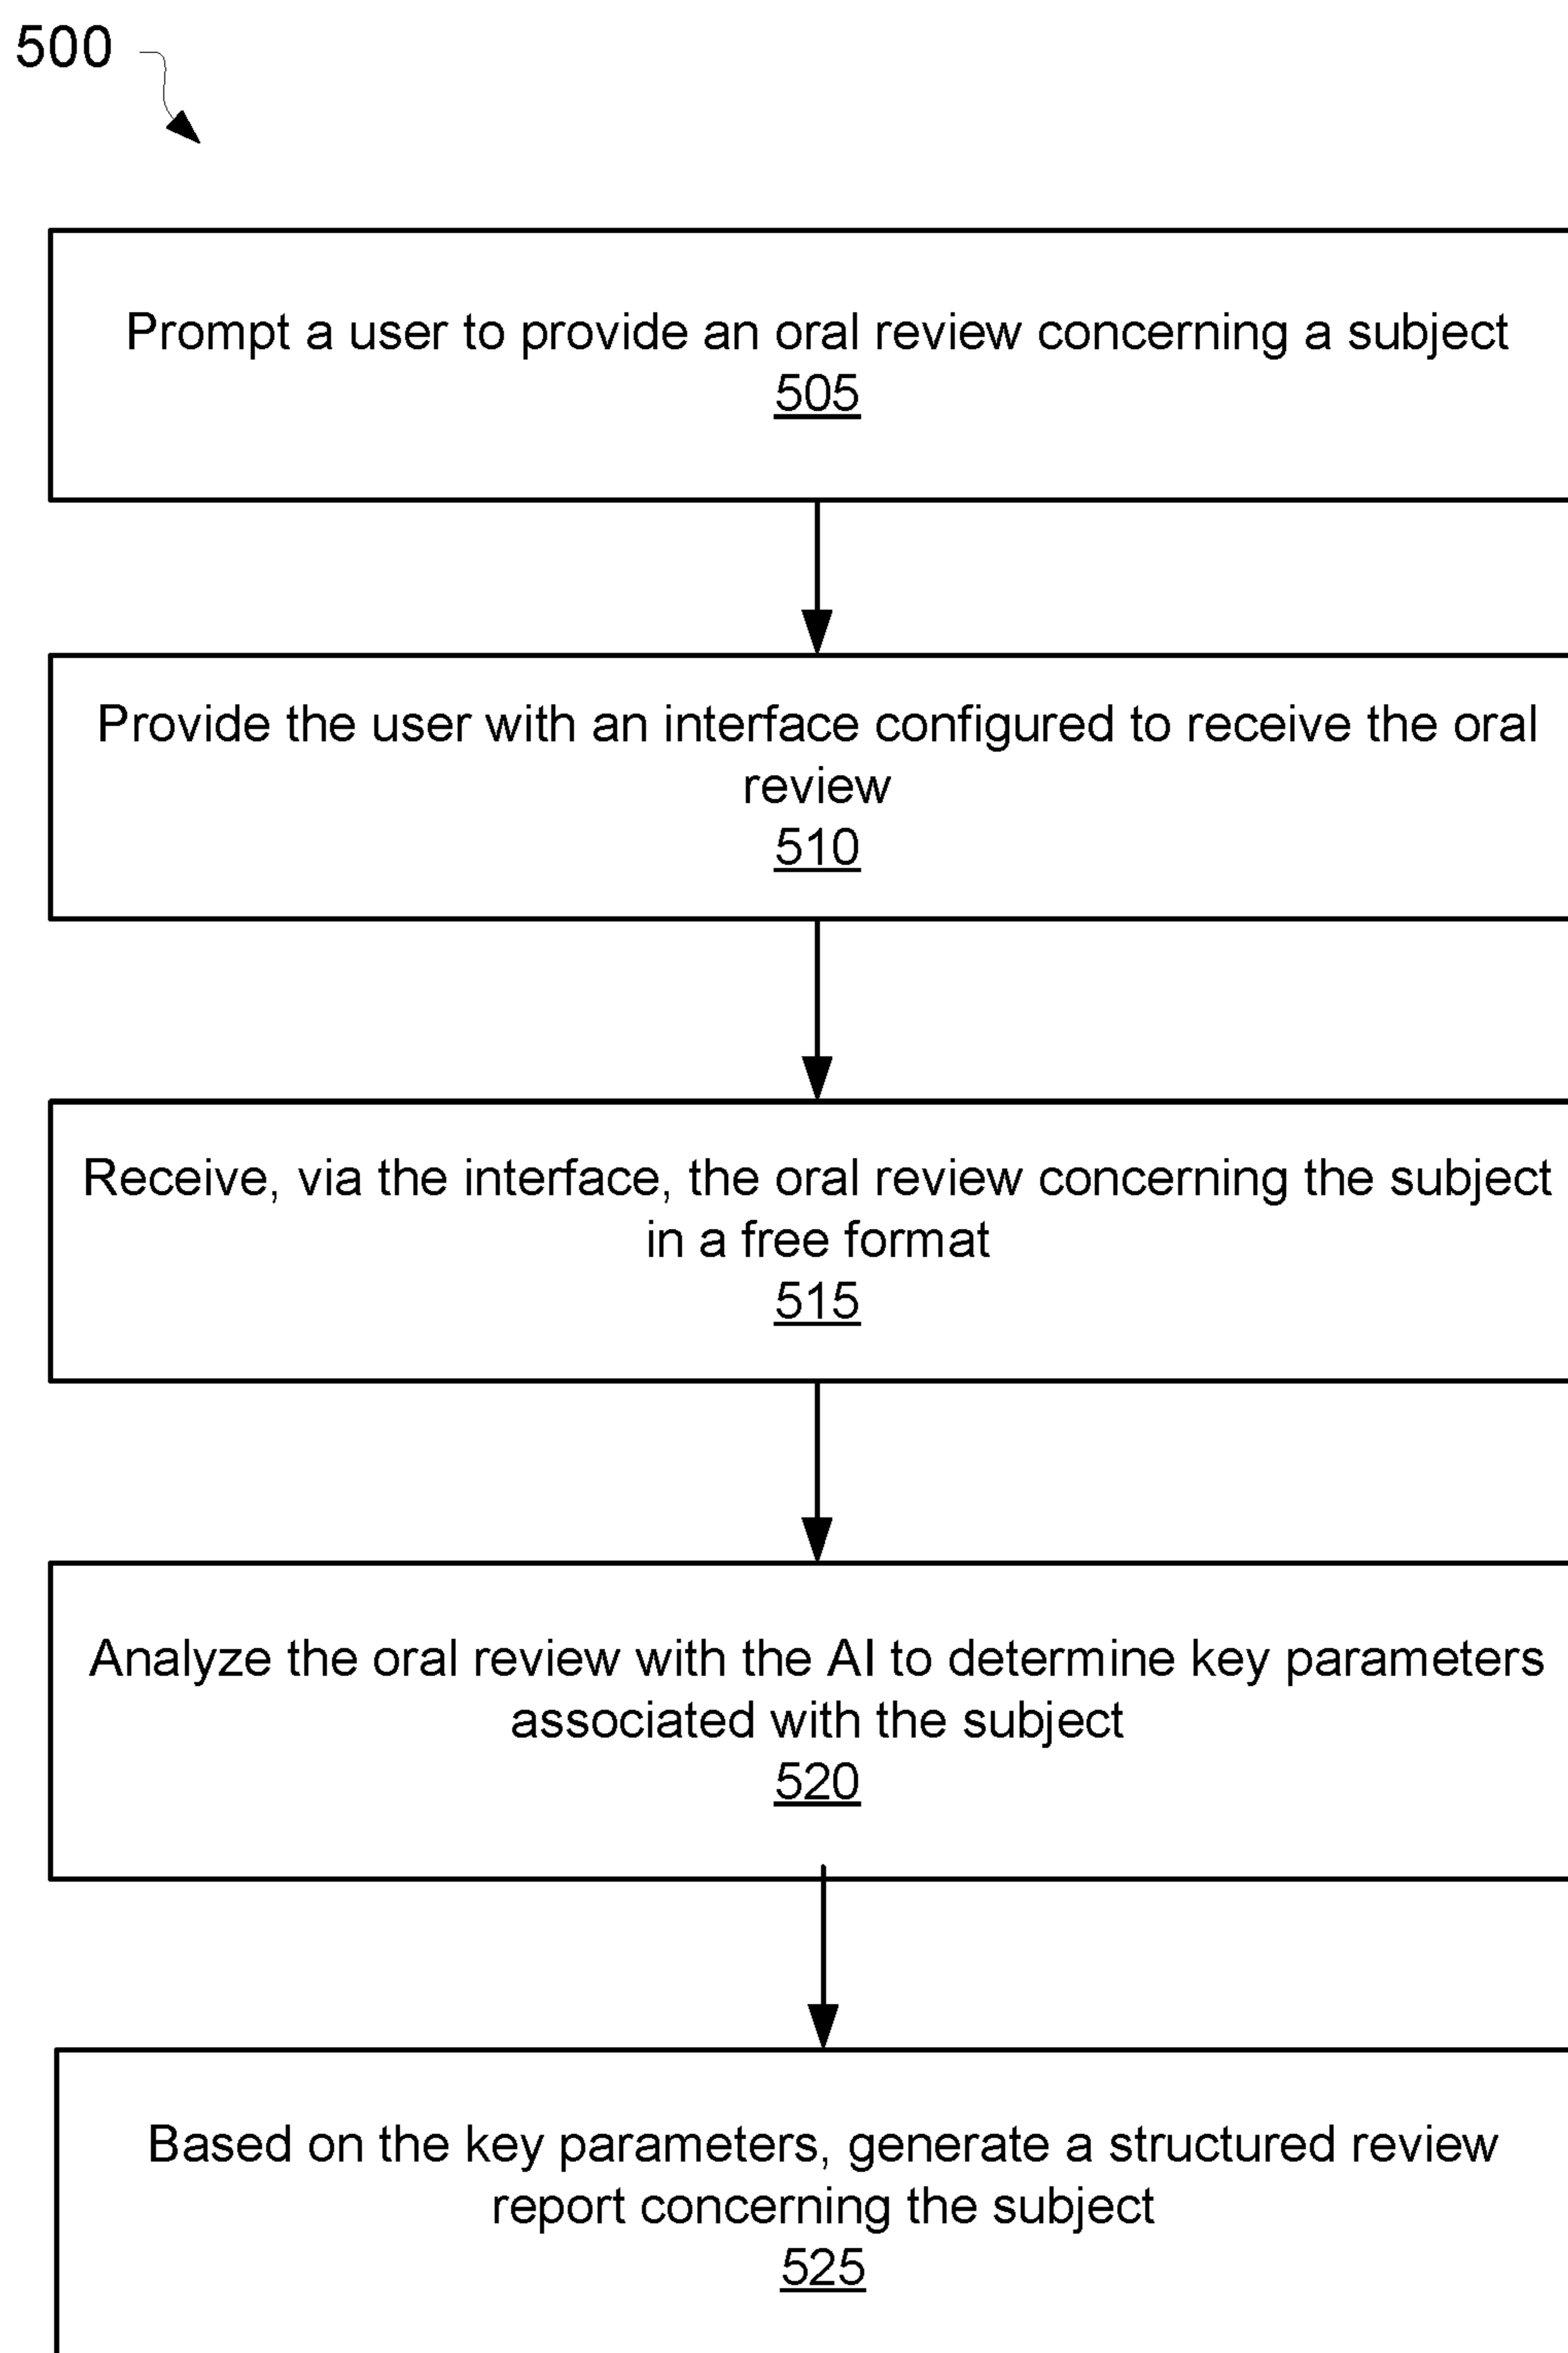 500
Prompt a user to provide an oral review concerning a subject
505
Provide the user with an interface configured to receive the oral
review
510
Receive, via the interface, the oral review concerning the subject
in a free format
515
Analyze the oral review with the AI to determine key parameters
associated with the subject
520
Based on the key parameters, generate a structured review
report concerning the subject
525